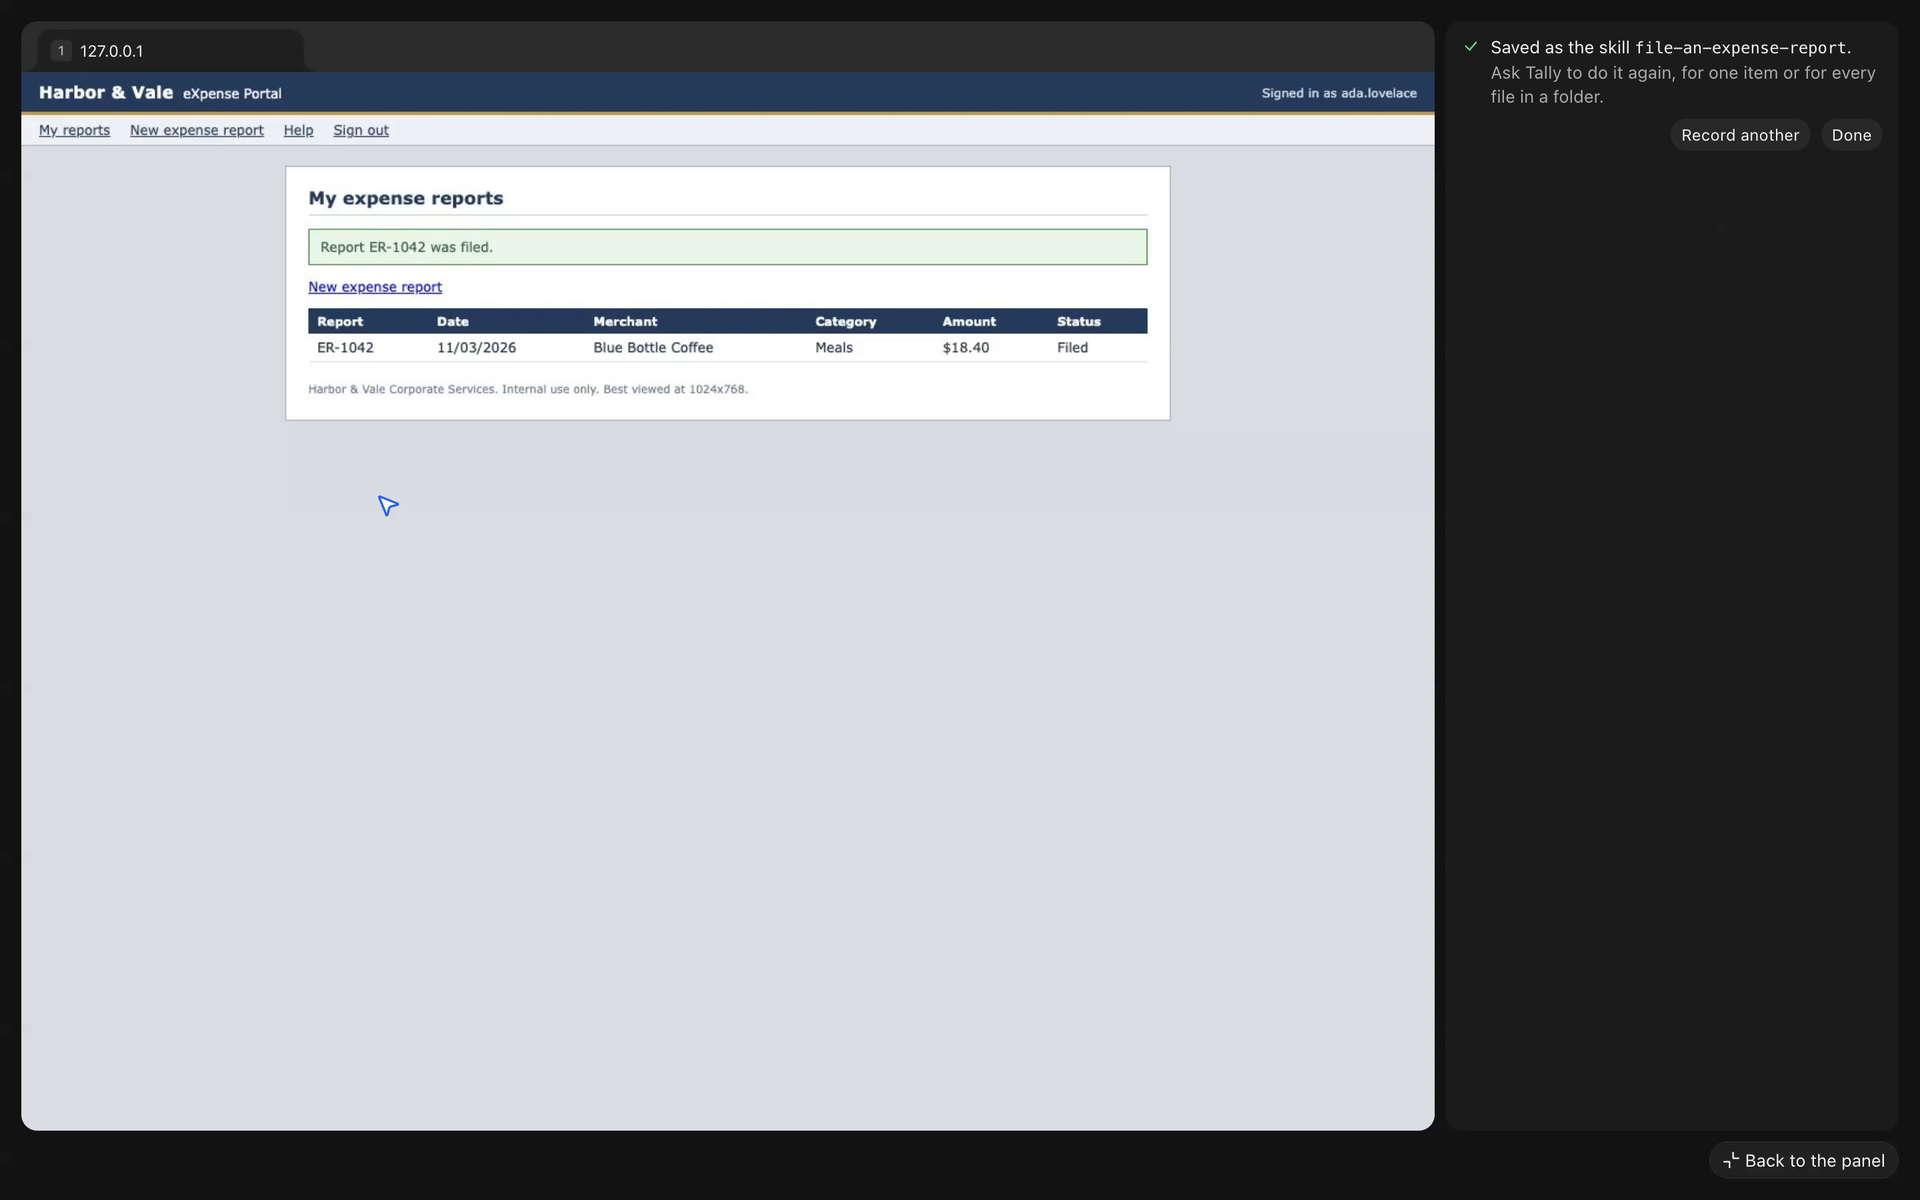 1 127.0.0.1
Harbor & Vale eXpense Portal Signed in as ada.lovelace
My reports New expense report Help Sign out
My expense reports
Report ER-1042 was filed.
New expense report
Report Date Merchant Category Amount Status
ER-1042 11/03/2026 Blue Bottle Coffee Meals $18.40 Filed
Harbor & Vale Corporate Services. Internal use only. Best viewed at 1024x768.
Saved as the skill file-an-expense-report.
Ask Tally to do it again, for one item or for every
file in a folder.
Record another Done
Back to the panel